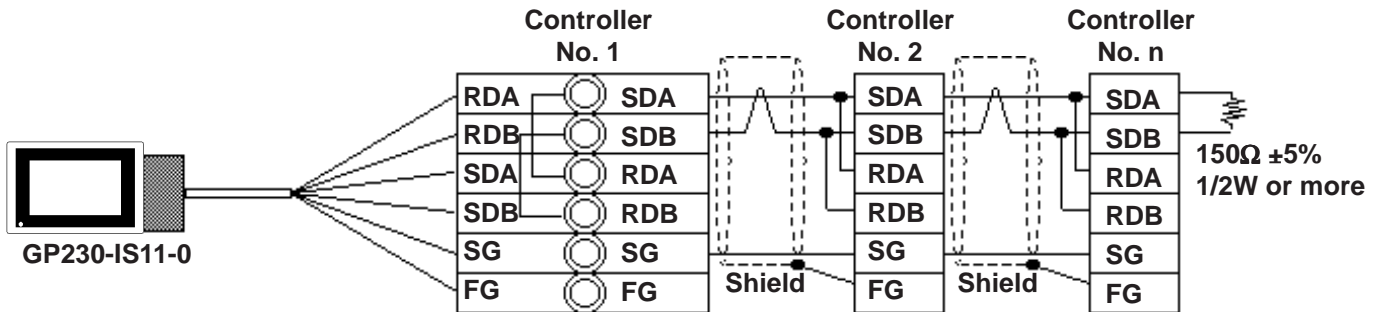 Controller
No. 1
Controller
No. 2
Controller
No. n
RDA SDA
RDB SDB
SDA RDA
SDB RDB
SG SG
FG FG
SDA
SDB
RDA
RDB
SG
FG
SDA
SDB
RDA
RDB
SG
FG
150Ω ±5%
1/2W or more
GP230-IS11-0
Shield
Shield